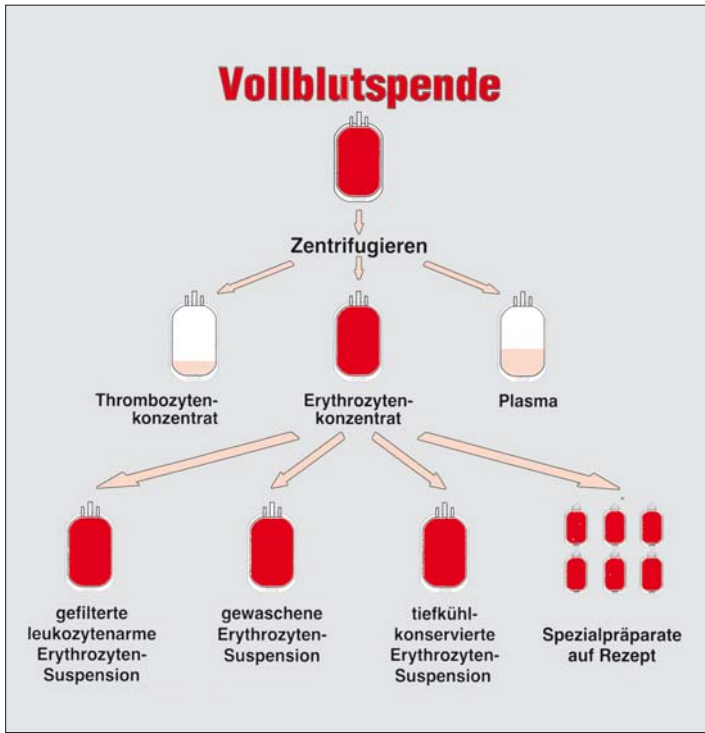 Vollblutspende
Zentrifugieren
Thrombozyten-
konzentrat
Erythrozyten-
konzentrat
Plasma
gefilterte
leukozytenarme
Erythrozyten-
Suspension
gewaschene
Erythrozyten-
Suspension
tiefkühl-
konservierte
Erythrozyten-
Suspension
Spezialpräparate
auf Rezept